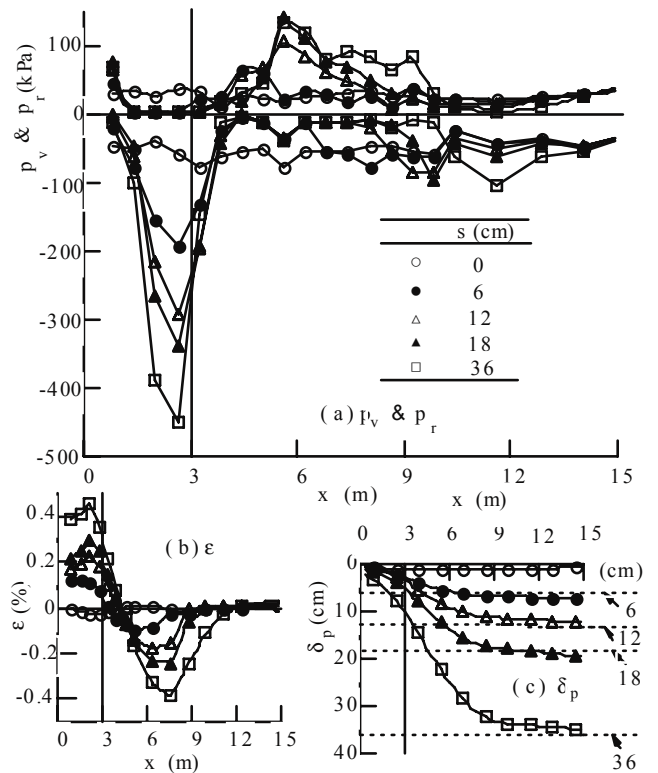 p_v & p_r (kPa)
100
0
-100
-200
-300
-400
-500
s (cm)
0
6
12
18
36
(a) p_v & p_r
0 3 6 9 12 15
x (m) x (m)
(b) ε
ε (%)
0.4
0.2
0
-0.2
-0.4
0 3 6 9 12 15
x (m)
0 3 6 9 12 15
(cm)
δ_p (cm)
0
10
20
30
40
6
12
18
36
(c) δ_p